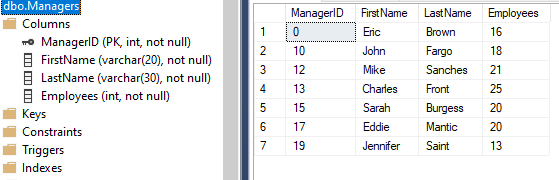 dbo.Managers
Columns
ManagerID (PK, int, not null)
FirstName (varchar(20), not null)
LastName (varchar(30), not null)
Employees (int, not null)
Keys
Constraints
Triggers
Indexes
ManagerID FirstName LastName Employees
1 0 Eric Brown 16
2 10 John Fargo 18
3 12 Mike Sanches 21
4 13 Charles Front 25
5 15 Sarah Burgess 20
6 17 Eddie Mantic 20
7 19 Jennifer Saint 13